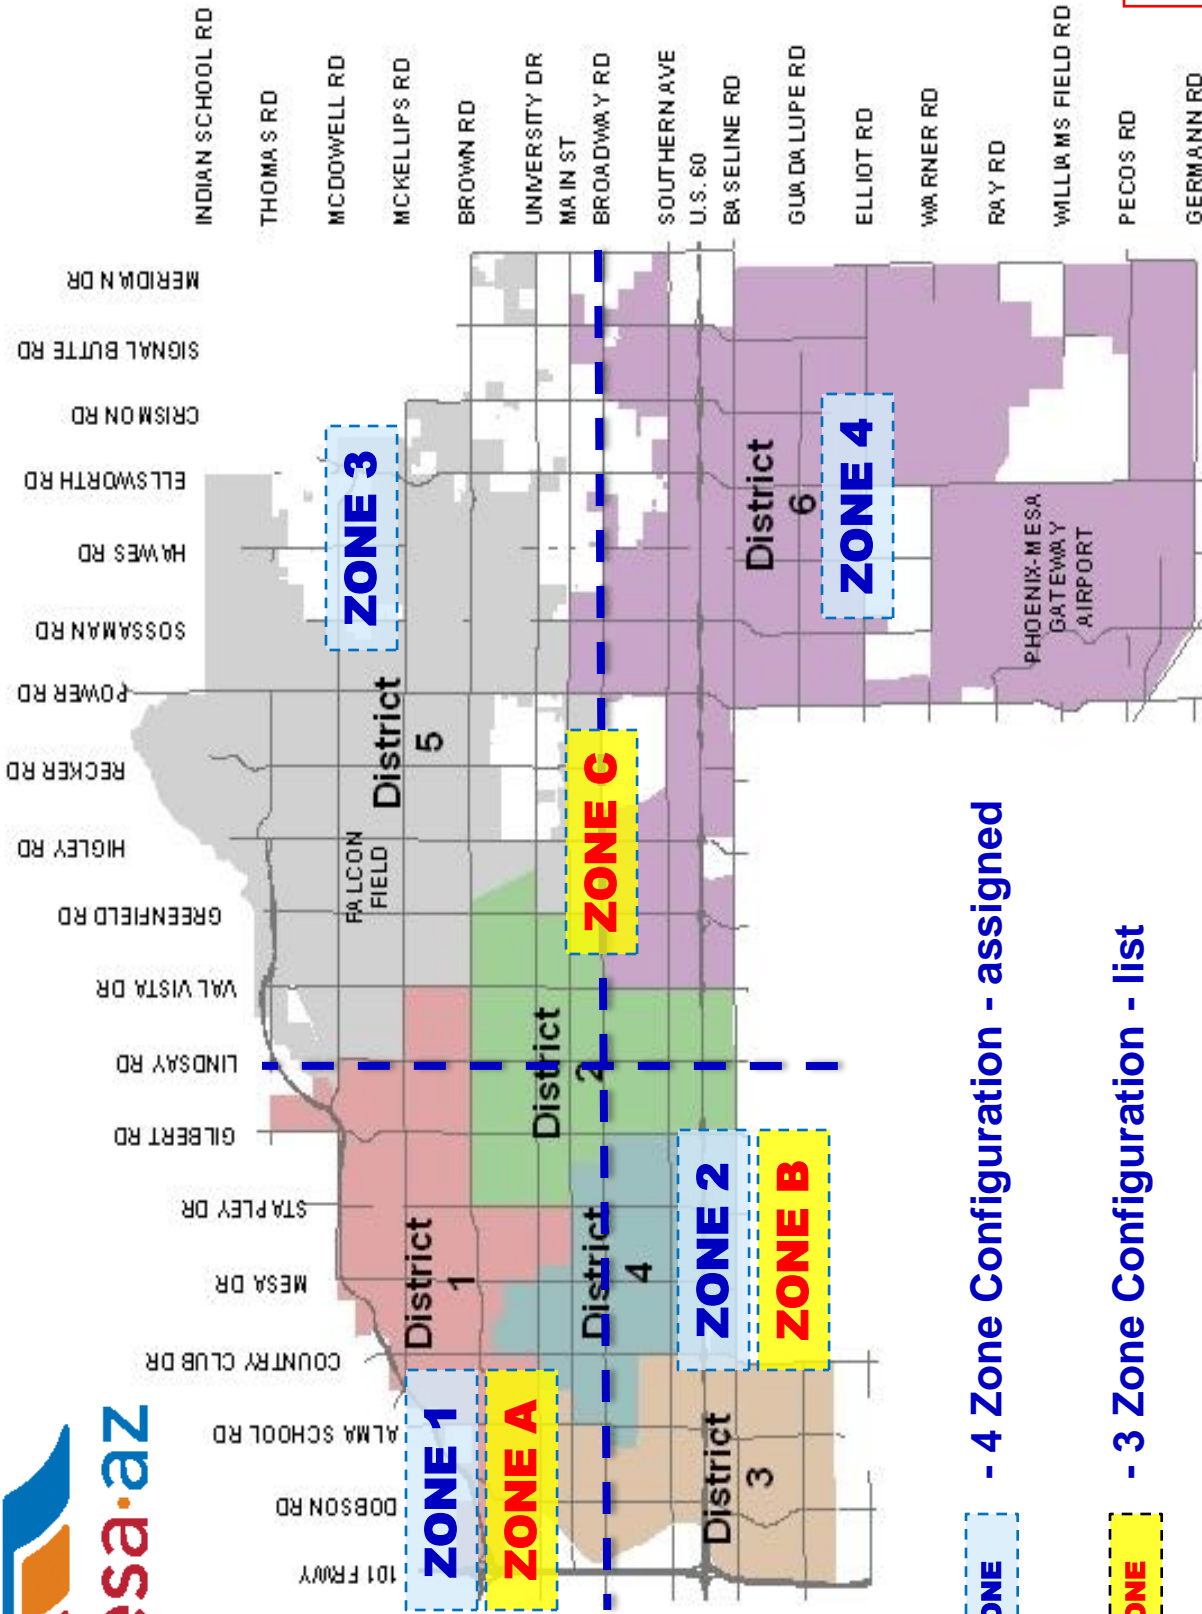 INDIAN SCHOOL RD
THOMAS RD
MCDOWELL RD
MCKELLIPS RD
BROWN RD
UNIVERSITY DR
MAIN ST
BROADWAY RD
SOUTHERN AVE
U.S. 60
BASELINE RD
GUADALUPE RD
ELLIOT RD
WARNER RD
RAY RD
WILLIAMS FIELD RD
PECOS RD
GERMANN RD
101 FRWY
DOBSON RD
ALMA SCHOOL RD
COUNTRY CLUB DR
MESA DR
STAPLEY DR
GILBERT RD
LINDSAY RD
VAL VISTA DR
GREENFIELD RD
HIGLEY RD
RECKER RD
POWER RD
SOSSAMAN RD
HAWES RD
ELLSWORTH RD
CRISMON RD
SIGNAL BUTTE RD
MERIDIAN DR
ZONE 1
ZONE A
District
1
District
2
District
3
District
4
District
5
District
6
FALCON
FIELD
ZONE 3
ZONE C
ZONE 2
ZONE B
ZONE 4
PHOENIX-MESA
GATEWAY
AIRPORT
- 4 Zone Configuration - assigned
- 3 Zone Configuration - list